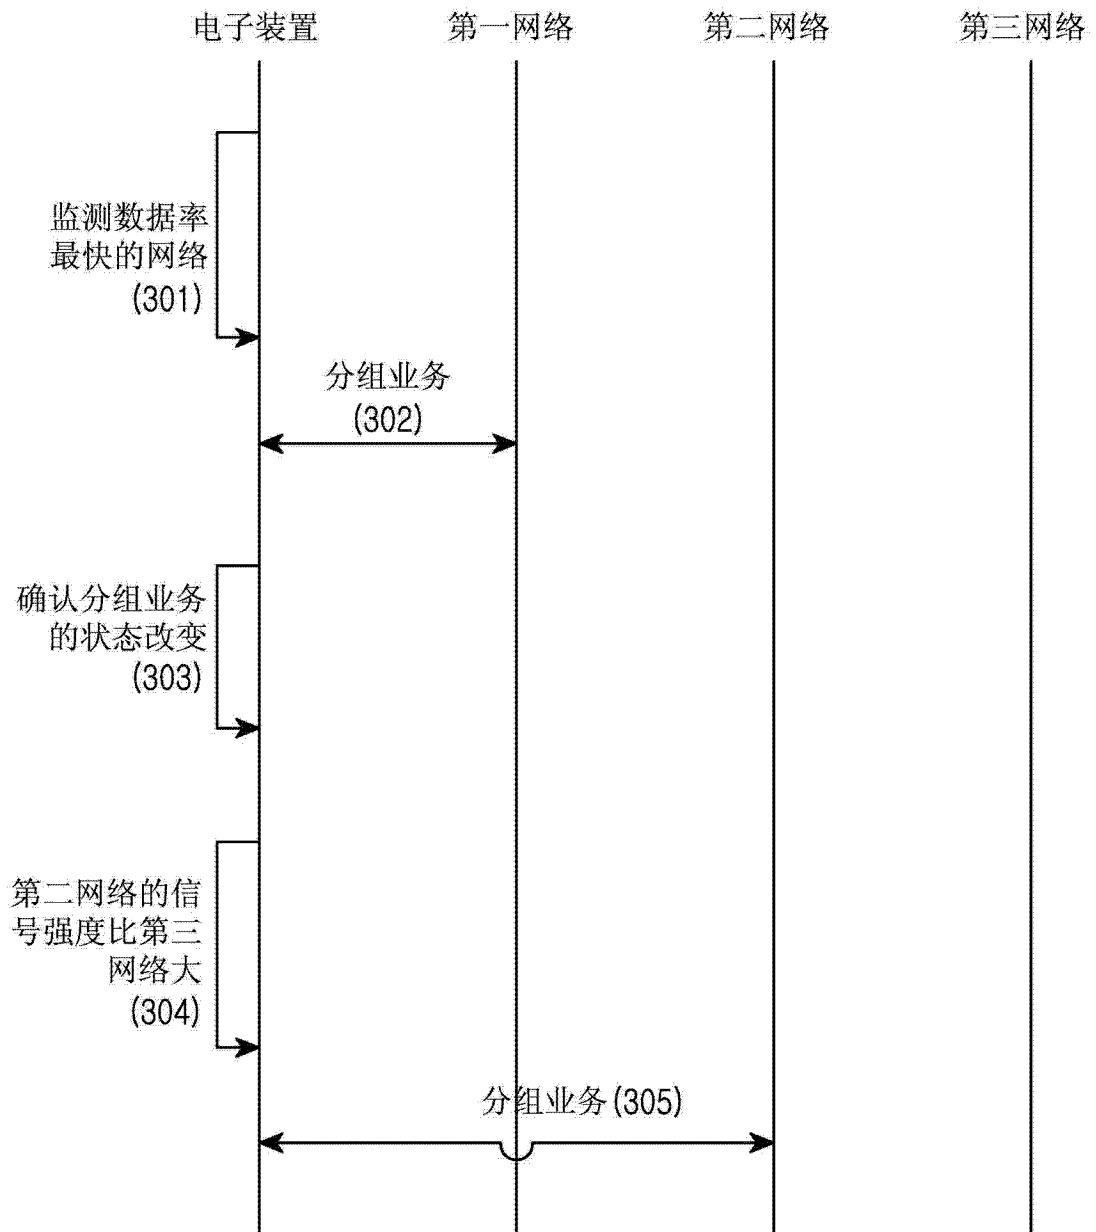 电子装置
第一网络
第二网络
第三网络
监测数据率
最快的网络
(301)
分组业务
(302)
确认分组业务
的状态改变
(303)
第二网络的信
号强度比第三
网络大
(304)
分组业务(305)